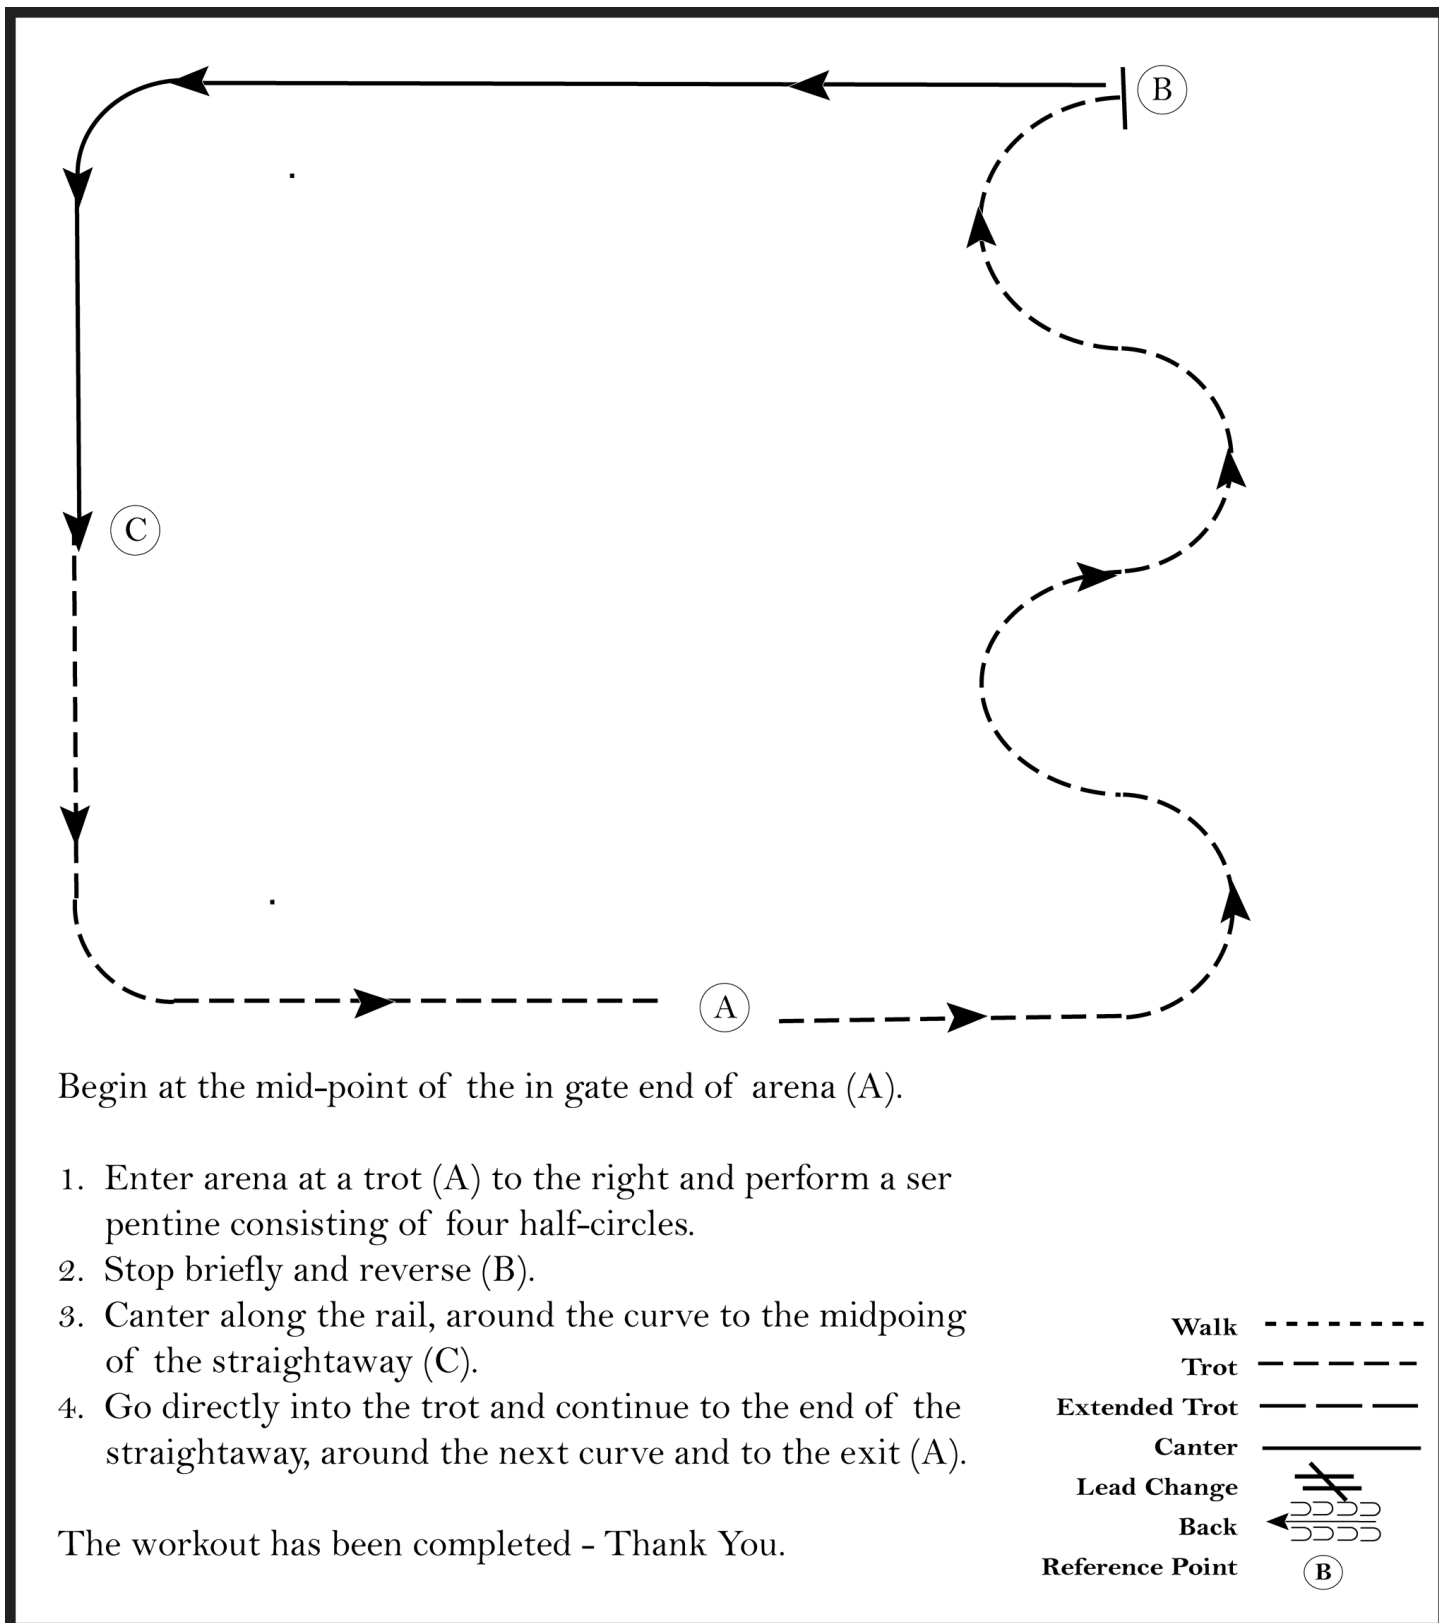 B
C
A
Begin at the mid-point of the in gate end of arena (A).
1. Enter arena at a trot (A) to the right and perform a ser
pentine consisting of four half-circles.
2. Stop briefly and reverse (B).
3. Canter along the rail, around the curve to the midpoing
of the straightaway (C).
4. Go directly into the trot and continue to the end of the
straightaway, around the next curve and to the exit (A).
The workout has been completed - Thank You.
Walk
Trot
Extended Trot
Canter
Lead Change
Back
Reference Point B